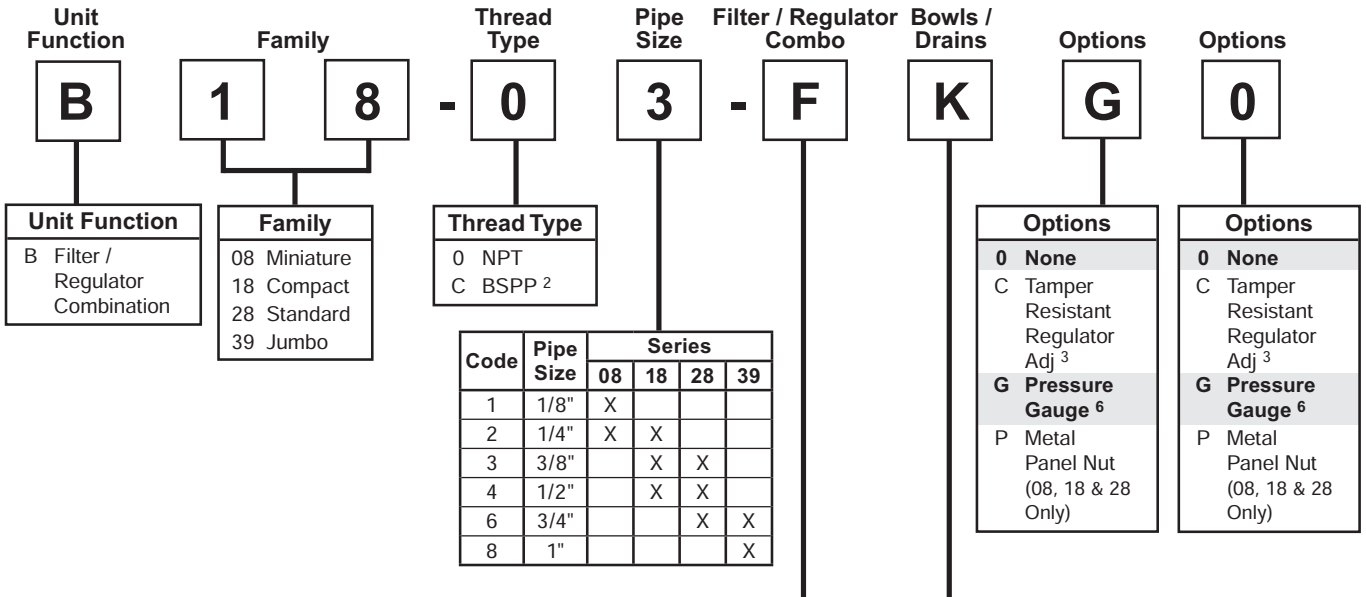 Unit Function
Family
Thread Type
Pipe Size
Filter / Regulator Combo
Bowls / Drains
Options
Options
B 1 8 - 0 3 - F K G 0
Unit Function
B Filter /
Regulator
Combination
Family
08 Miniature
18 Compact
28 Standard
39 Jumbo
Thread Type
0 NPT
C BSPP 2
Code Pipe Size Series
08 18 28 39
1 1/8" X
2 1/4" X X
3 3/8" X X
4 1/2" X X
6 3/4" X X
8 1" X
Options
0 None
C Tamper
Resistant
Regulator
Adj 3
G Pressure
Gauge 6
P Metal
Panel Nut
(08, 18 & 28
Only)
Options
0 None
C Tamper
Resistant
Regulator
Adj 3
G Pressure
Gauge 6
P Metal
Panel Nut
(08, 18 & 28
Only)